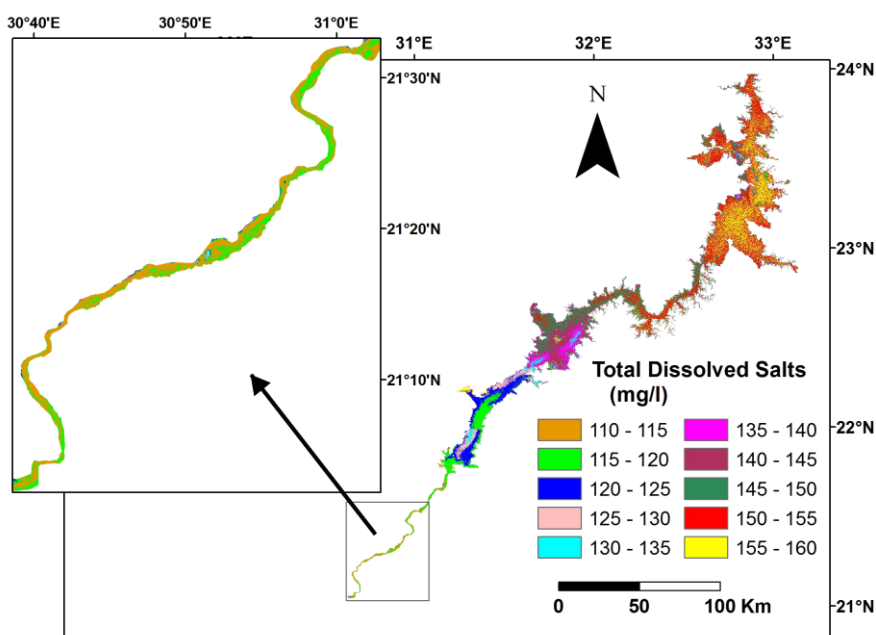 30°40'E 30°50'E 31°0'E
31°E 32°E 33°E
24°N
21°30'N
N
21°20'N
23°N
21°10'N
Total Dissolved Salts
(mg/l)
110 - 115 135 - 140
115 - 120 140 - 145
120 - 125 145 - 150
125 - 130 150 - 155
130 - 135 155 - 160
22°N
0 50 100 Km
21°N